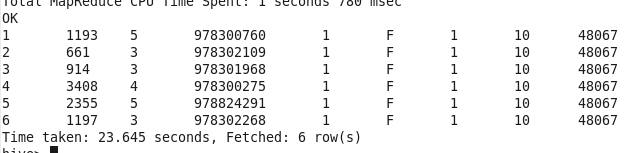 Total MapReduce CPU Time Spent: 1 seconds 780 msec
OK
1 1193 5 978300760 1 F 1 10 48067
2 661 3 978302109 1 F 1 10 48067
3 914 3 978301968 1 F 1 10 48067
4 3408 4 978300275 1 F 1 10 48067
5 2355 5 978824291 1 F 1 10 48067
6 1197 3 978302268 1 F 1 10 48067
Time taken: 23.645 seconds, Fetched: 6 row(s)
hive>